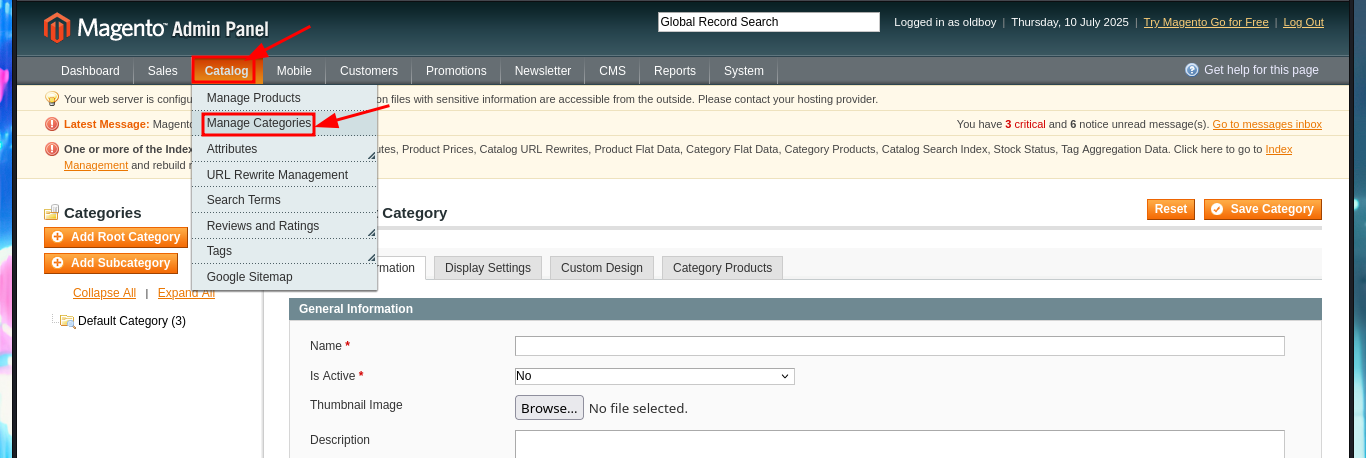 Magento Admin Panel
Global Record Search
Logged in as oldboy | Thursday, 10 July 2025 | Try Magento Go for Free | Log Out
Dashboard Sales Catalog Mobile Customers Promotions Newsletter CMS Reports System
Get help for this page
Manage Products
Manage Categories
Attributes
URL Rewrite Management
Search Terms
Reviews and Ratings
Tags
Google Sitemap
Your web server is configu on files with sensitive information are accessible from the outside. Please contact your hosting provider.
Latest Message: Magento You have 3 critical and 6 notice unread message(s). Go to messages inbox
One or more of the Index utes, Product Prices, Catalog URL Rewrites, Product Flat Data, Category Flat Data, Category Products, Catalog Search Index, Stock Status, Tag Aggregation Data. Click here to go to Index
Management and rebuild r
Categories
Add Root Category
Add Subcategory
Collapse All | Expand All
Default Category (3)
Category
Reset Save Category
rmation Display Settings Custom Design Category Products
General Information
Name *
Is Active * No
Thumbnail Image Browse... No file selected.
Description